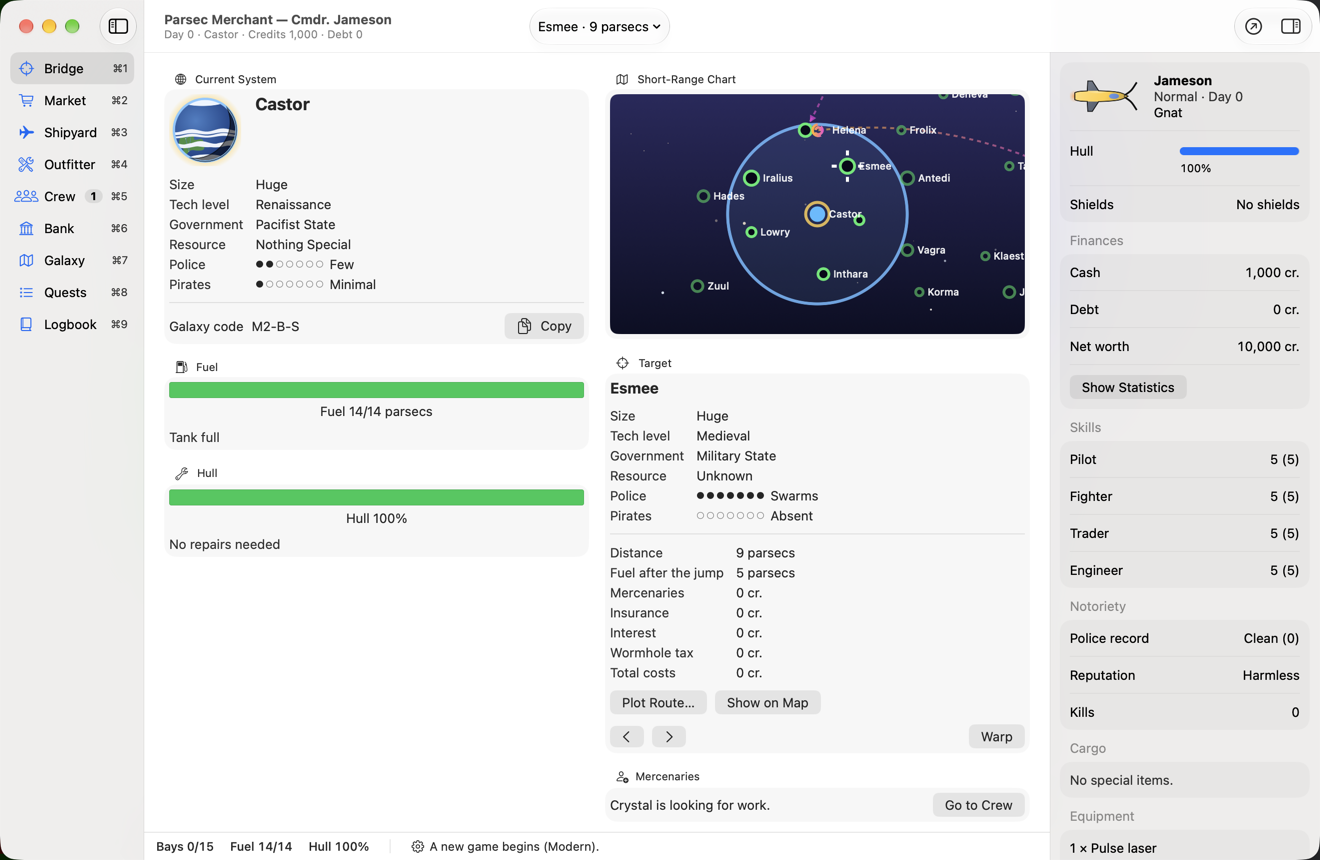 Parsec Merchant — Cmdr. Jameson
Day 0 · Castor · Credits 1,000 · Debt 0
Esmee · 9 parsecs
Bridge ⌘1
Market ⌘2
Shipyard ⌘3
Outfitter ⌘4
Crew 1 ⌘5
Bank ⌘6
Galaxy ⌘7
Quests ⌘8
Logbook ⌘9
Current System
Castor
Size Huge
Tech level Renaissance
Government Pacifist State
Resource Nothing Special
Police Few
Pirates Minimal
Galaxy code M2-B-S
Copy
Fuel
Fuel 14/14 parsecs
Tank full
Hull
Hull 100%
No repairs needed
Short-Range Chart
Deneva
Helena
Frolix
Esmee
Iralius
Antedi
Hades
Castor
Lowry
Vagra
Klaest
Inthara
Zuul
Korma
Target
Esmee
Size Huge
Tech level Medieval
Government Military State
Resource Unknown
Police Swarms
Pirates Absent
Distance 9 parsecs
Fuel after the jump 5 parsecs
Mercenaries 0 cr.
Insurance 0 cr.
Interest 0 cr.
Wormhole tax 0 cr.
Total costs 0 cr.
Plot Route... Show on Map
Warp
Mercenaries
Crystal is looking for work.
Go to Crew
Jameson
Normal · Day 0
Gnat
Hull
100%
Shields No shields
Finances
Cash 1,000 cr.
Debt 0 cr.
Net worth 10,000 cr.
Show Statistics
Skills
Pilot 5 (5)
Fighter 5 (5)
Trader 5 (5)
Engineer 5 (5)
Notoriety
Police record Clean (0)
Reputation Harmless
Kills 0
Cargo
No special items.
Equipment
1 × Pulse laser
Bays 0/15 Fuel 14/14 Hull 100% A new game begins (Modern).